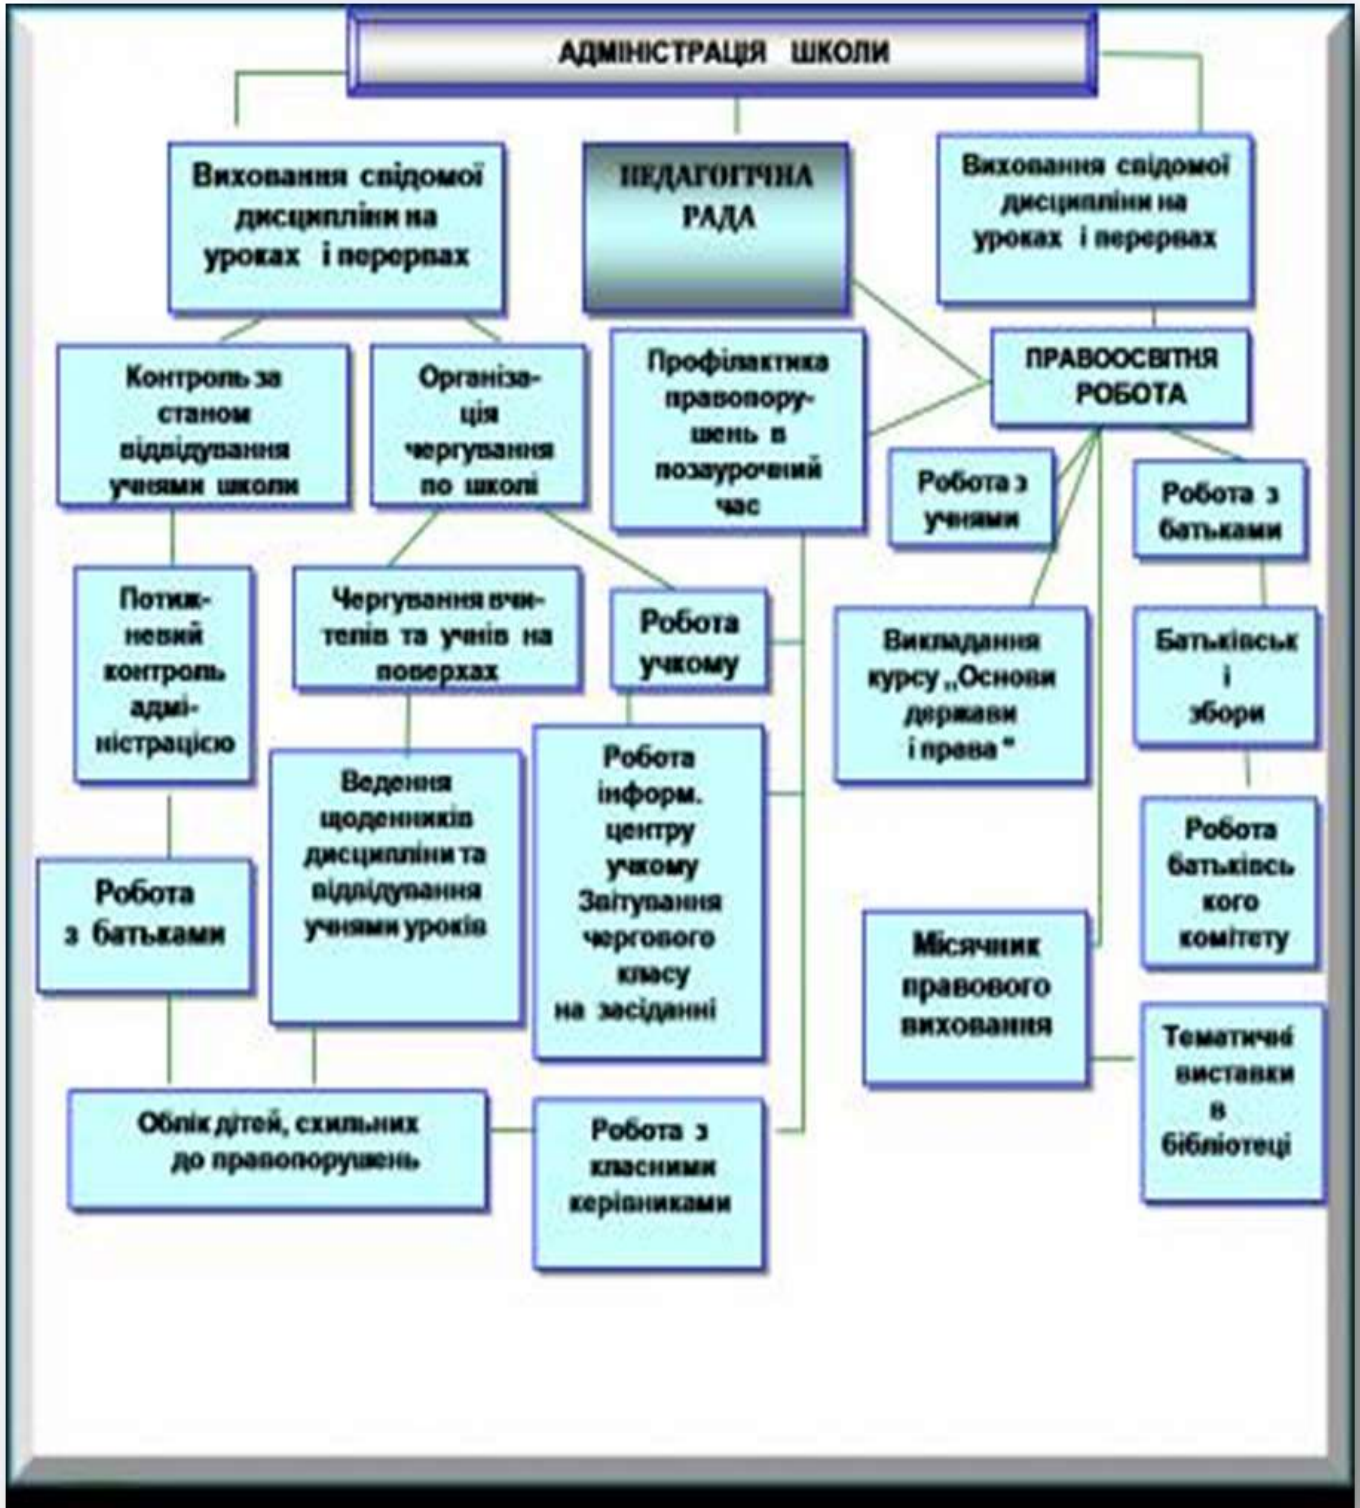 АДМІНІСТРАЦІЯ ШКОЛИ
Виховання свідомої
дисципліни на
уроках і перервах
ПЕДАГОГІЧНА
РАДА
Виховання свідомої
дисципліни на
уроках і перервах
Контроль за
станом
відвідування
учнями школи
Організа-
ція
чергування
по школі
Профілактика
правопору-
шень в
позаурочний
час
ПРАВООСВІТНЯ
РОБОТА
Робота з
учнями
Робота з
батьками
Потиж-
невий
контроль
адмі-
ністрацією
Чергування вчи-
телів та учнів на
поверхах
Робота
учкому
Викладання
курсу „Основи
держави
і права"
Батьківськ
і
збори
Ведення
щоденників
дисципліни та
відвідування
учнями уроків
Робота
інформ.
центру
учкому
Звітування
чергового
класу
на засіданні
Робота
батьківсь
кого
комітету
Робота
з батьками
Місячник
правового
виховання
Тематичні
виставки
в
бібліотеці
Облік дітей, схильних
до правопорушень
Робота з
класними
керівниками